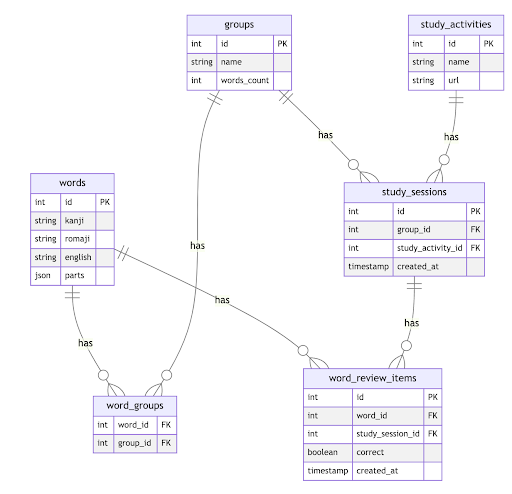 groups
int id PK
string name
int words_count
study_activities
int id PK
string name
string url
has
has
words
int id PK
string kanji
string romaji
string english
json parts
study_sessions
int id PK
int group_id FK
int study_activity_id FK
timestamp created_at
has
has
has
has
word_groups
int word_id FK
int group_id FK
word_review_items
int id PK
int word_id FK
int study_session_id FK
boolean correct
timestamp created_at